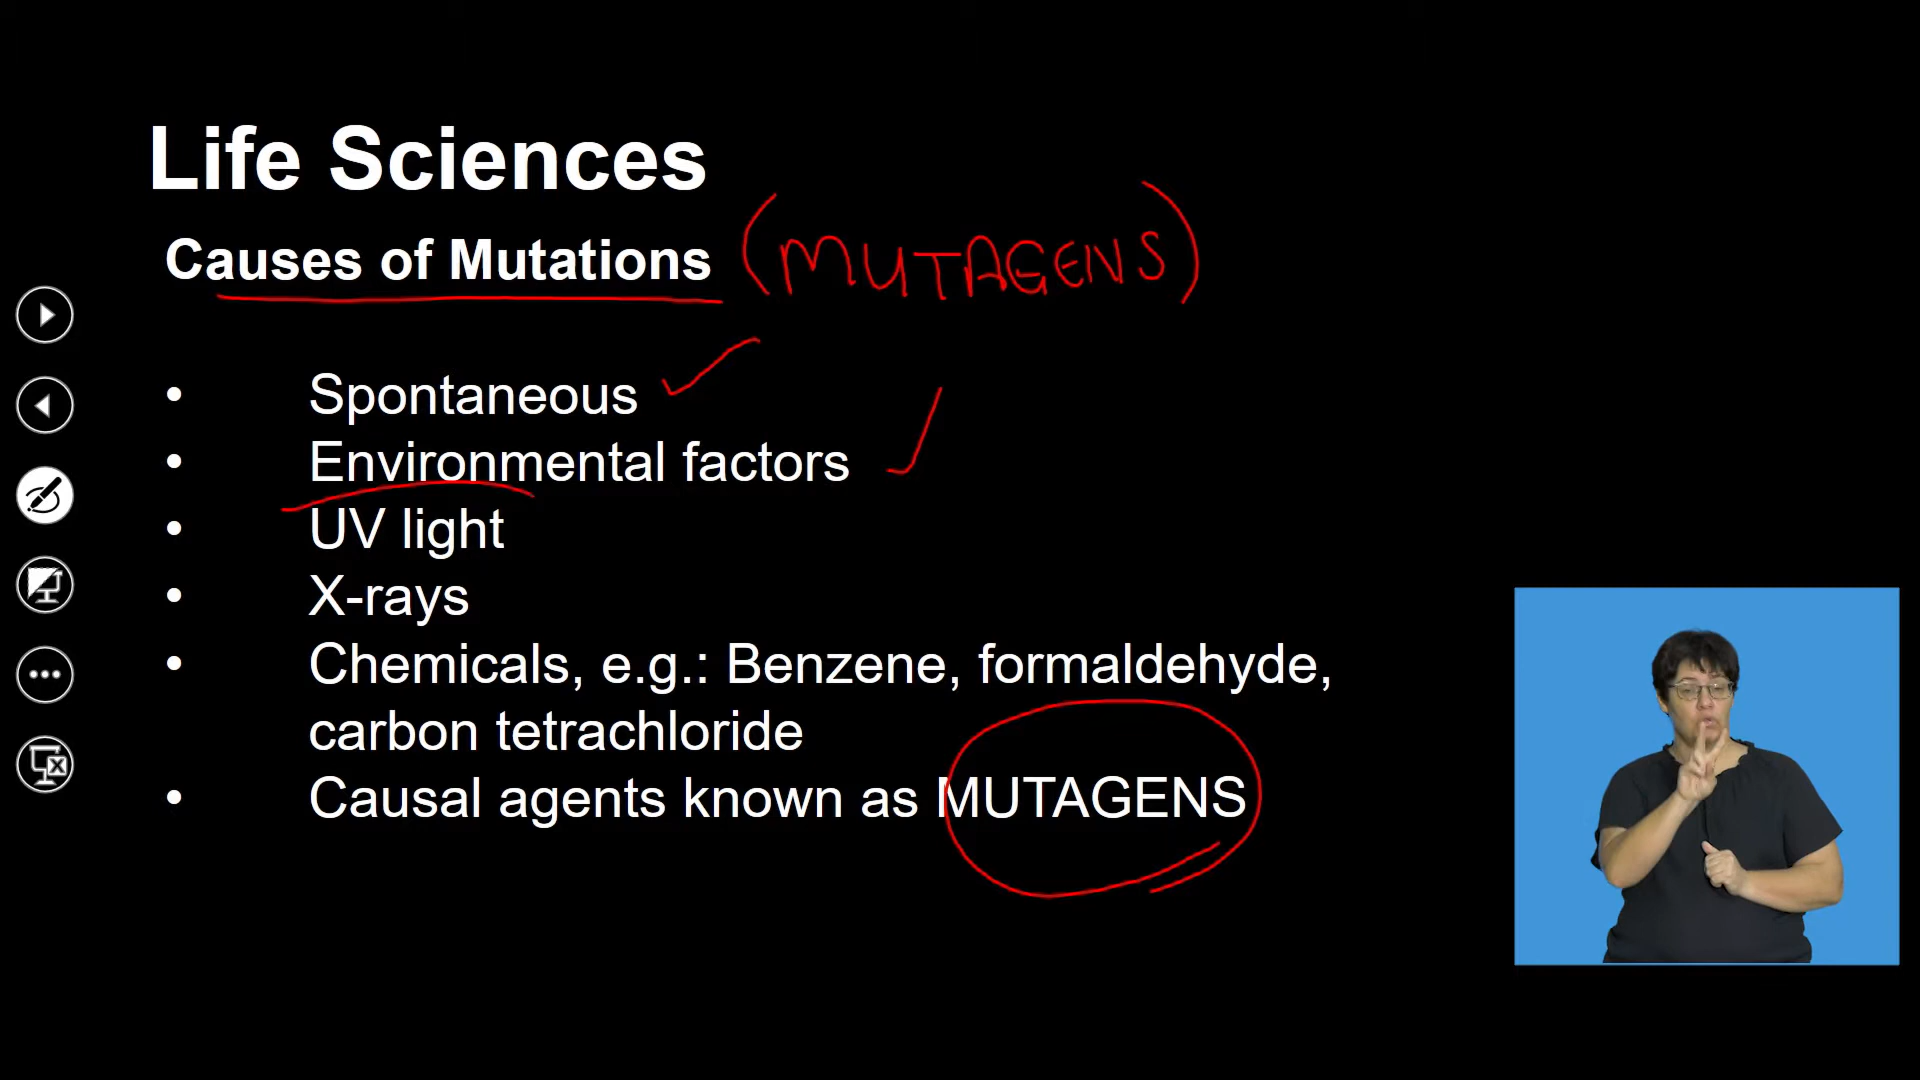 Life Sciences
Causes of Mutations (MUTAGENS)
• Spontaneous
• Environmental factors
• UV light
• X-rays
• Chemicals, e.g.: Benzene, formaldehyde,
carbon tetrachloride
• Causal agents known as MUTAGENS